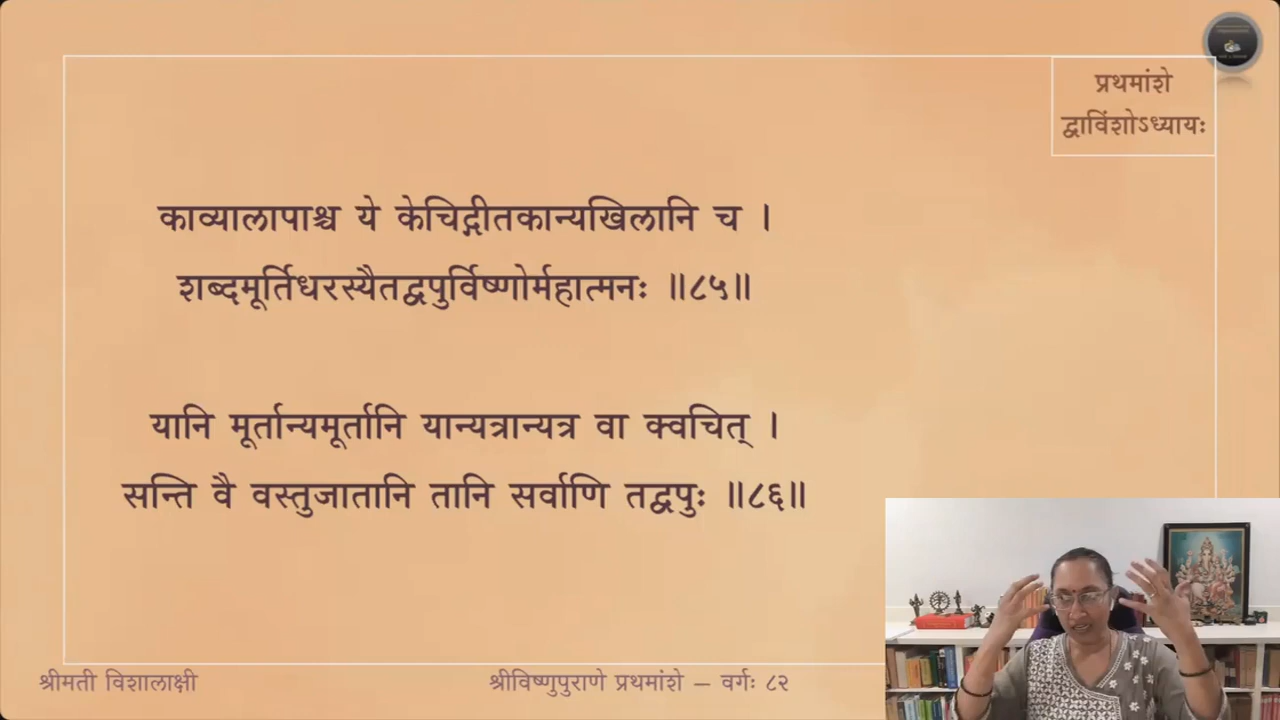 प्रथमांशे
द्वाविंशोऽध्यायः
काव्यालापाश्च ये केचिद्गीतकान्यखिलानि च ।
शब्दमूर्तिधरस्यैतद्वपुर्विष्णोर्महात्मनः ॥८५॥
यानि मूर्तान्यमूर्तानि यान्यत्रान्यत्र वा क्वचित् ।
सन्ति वै वस्तुजातानि तानि सर्वाणि तद्वपुः ॥८६॥
श्रीमती विशालाक्षी
श्रीविष्णुपुराणे प्रथमांशे – वर्गः ८२